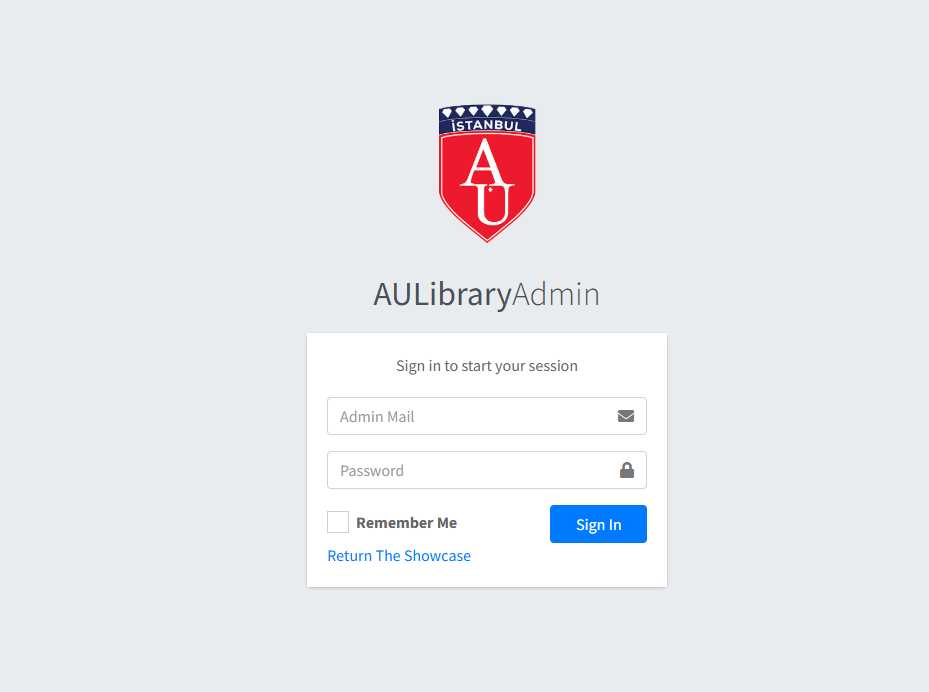 İSTANBUL
AU
AULibraryAdmin
Sign in to start your session
Admin Mail
Password
Remember Me
Sign In
Return The Showcase